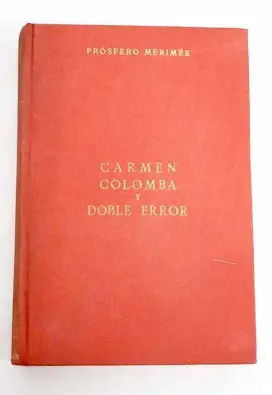 PRÓSPERO MERIMÉE
CARMEN
COLOMBA
Y
DOBLE ERROR